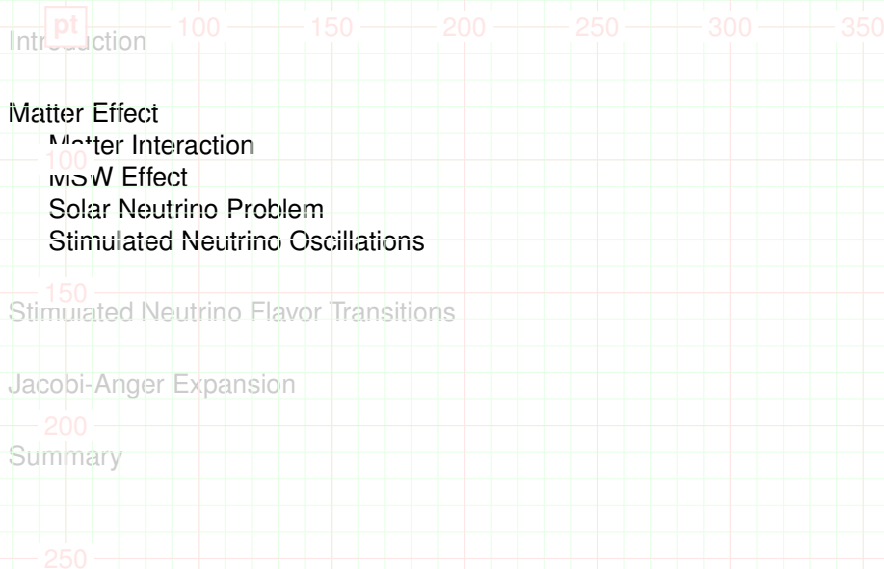 pt 100 150 200 250 300 350
Introduction
Matter Effect
Matter Interaction
100
MSW Effect
Solar Neutrino Problem
Stimulated Neutrino Oscillations
150
Stimulated Neutrino Flavor Transitions
Jacobi-Anger Expansion
200
Summary
250